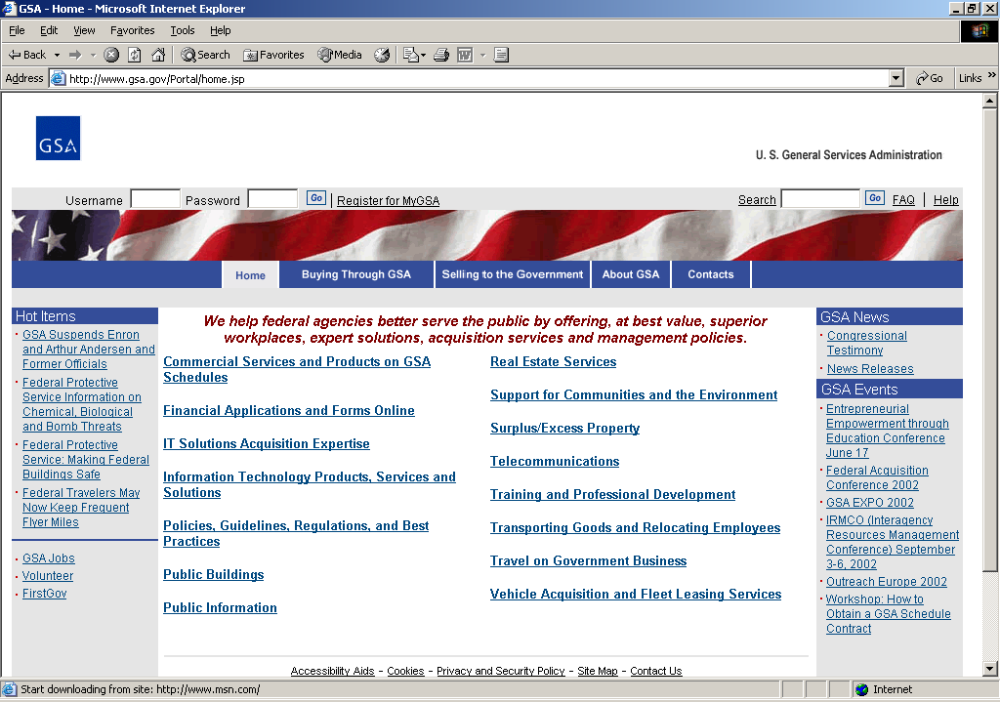 GSA - Home - Microsoft Internet Explorer
File Edit View Favorites Tools Help
Back Search Favorites Media
Address http://www.gsa.gov/Portal/home.jsp Go Links »
GSA
U. S. General Services Administration
Username Password Go | Register for MyGSA Search Go FAQ | Help
Home Buying Through GSA Selling to the Government About GSA Contacts
Hot Items
· GSA Suspends Enron
and Arthur Andersen and
Former Officials
· Federal Protective
Service Information on
Chemical, Biological
and Bomb Threats
· Federal Protective
Service: Making Federal
Buildings Safe
· Federal Travelers May
Now Keep Frequent
Flyer Miles
· GSA Jobs
· Volunteer
· FirstGov
We help federal agencies better serve the public by offering, at best value, superior
workplaces, expert solutions, acquisition services and management policies.
Commercial Services and Products on GSA
Schedules
Financial Applications and Forms Online
IT Solutions Acquisition Expertise
Information Technology Products, Services and
Solutions
Policies, Guidelines, Regulations, and Best
Practices
Public Buildings
Public Information
Real Estate Services
Support for Communities and the Environment
Surplus/Excess Property
Telecommunications
Training and Professional Development
Transporting Goods and Relocating Employees
Travel on Government Business
Vehicle Acquisition and Fleet Leasing Services
GSA News
· Congressional
Testimony
· News Releases
GSA Events
· Entrepreneurial
Empowerment through
Education Conference
June 17
· Federal Acquisition
Conference 2002
· GSA EXPO 2002
· IRMCO (Interagency
Resources Management
Conference) September
3-6, 2002
· Outreach Europe 2002
· Workshop: How to
Obtain a GSA Schedule
Contract
Accessibility Aids - Cookies - Privacy and Security Policy - Site Map - Contact Us
Start downloading from site: http://www.msn.com/ Internet